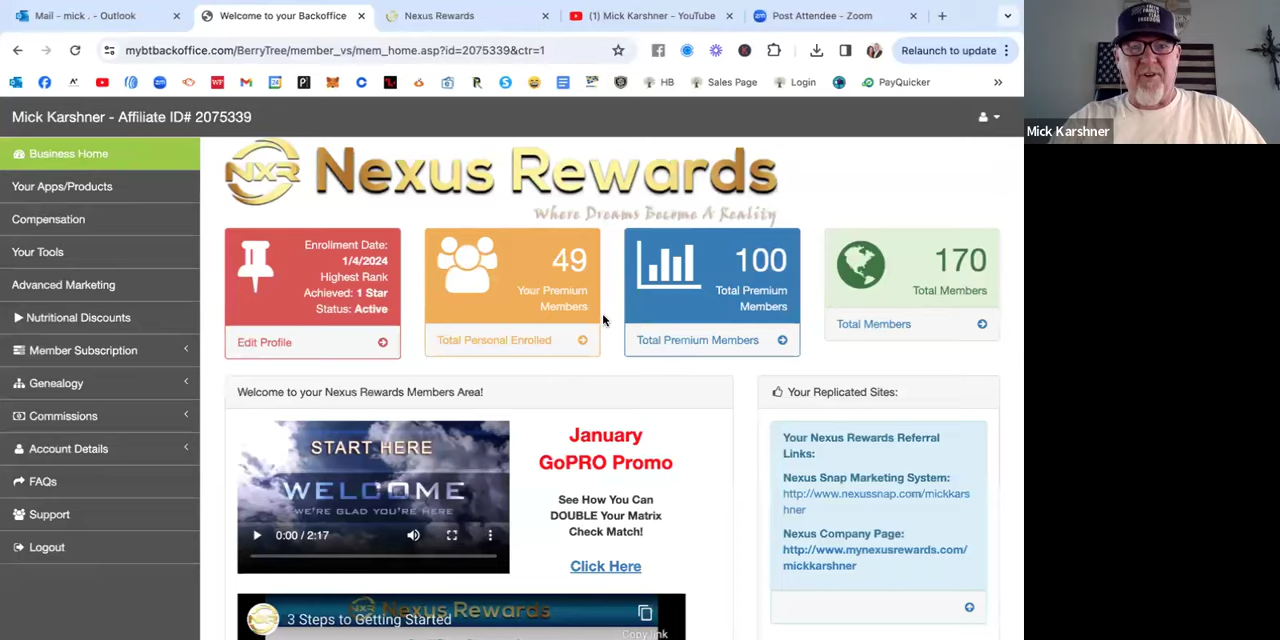 Mail - mick . - Outlook
Welcome to your Backoffice
Nexus Rewards
(1) Mick Karshner - YouTube
Post Attendee - Zoom
mybtbackoffice.com/BerryTree/member_vs/mem_home.asp?id=2075339&ctr=1
Relaunch to update
HB
Sales Page
Login
PayQuicker
Mick Karshner - Affiliate ID# 2075339
Mick Karshner
Business Home
Your Apps/Products
Compensation
Your Tools
Advanced Marketing
Nutritional Discounts
Member Subscription
Genealogy
Commissions
Account Details
FAQs
Support
Logout
NXR
Nexus Rewards
Where Dreams Become A Reality
Enrollment Date:
1/4/2024
Highest Rank
Achieved: 1 Star
Status: Active
Edit Profile
49
Your Premium
Members
Total Personal Enrolled
100
Total Premium
Members
Total Premium Members
170
Total Members
Total Members
Welcome to your Nexus Rewards Members Area!
START HERE
WELCOME
WE'RE GLAD YOU'RE HERE
0:00 / 2:17
January
GoPRO Promo
See How You Can
DOUBLE Your Matrix
Check Match!
Click Here
Nexus Rewards
3 Steps to Getting Started
Copy link
Your Replicated Sites:
Your Nexus Rewards Referral
Links:
Nexus Snap Marketing System:
http://www.nexussnap.com/mickkars
hner
Nexus Company Page:
http://www.mynexusrewards.com/
mickkarshner